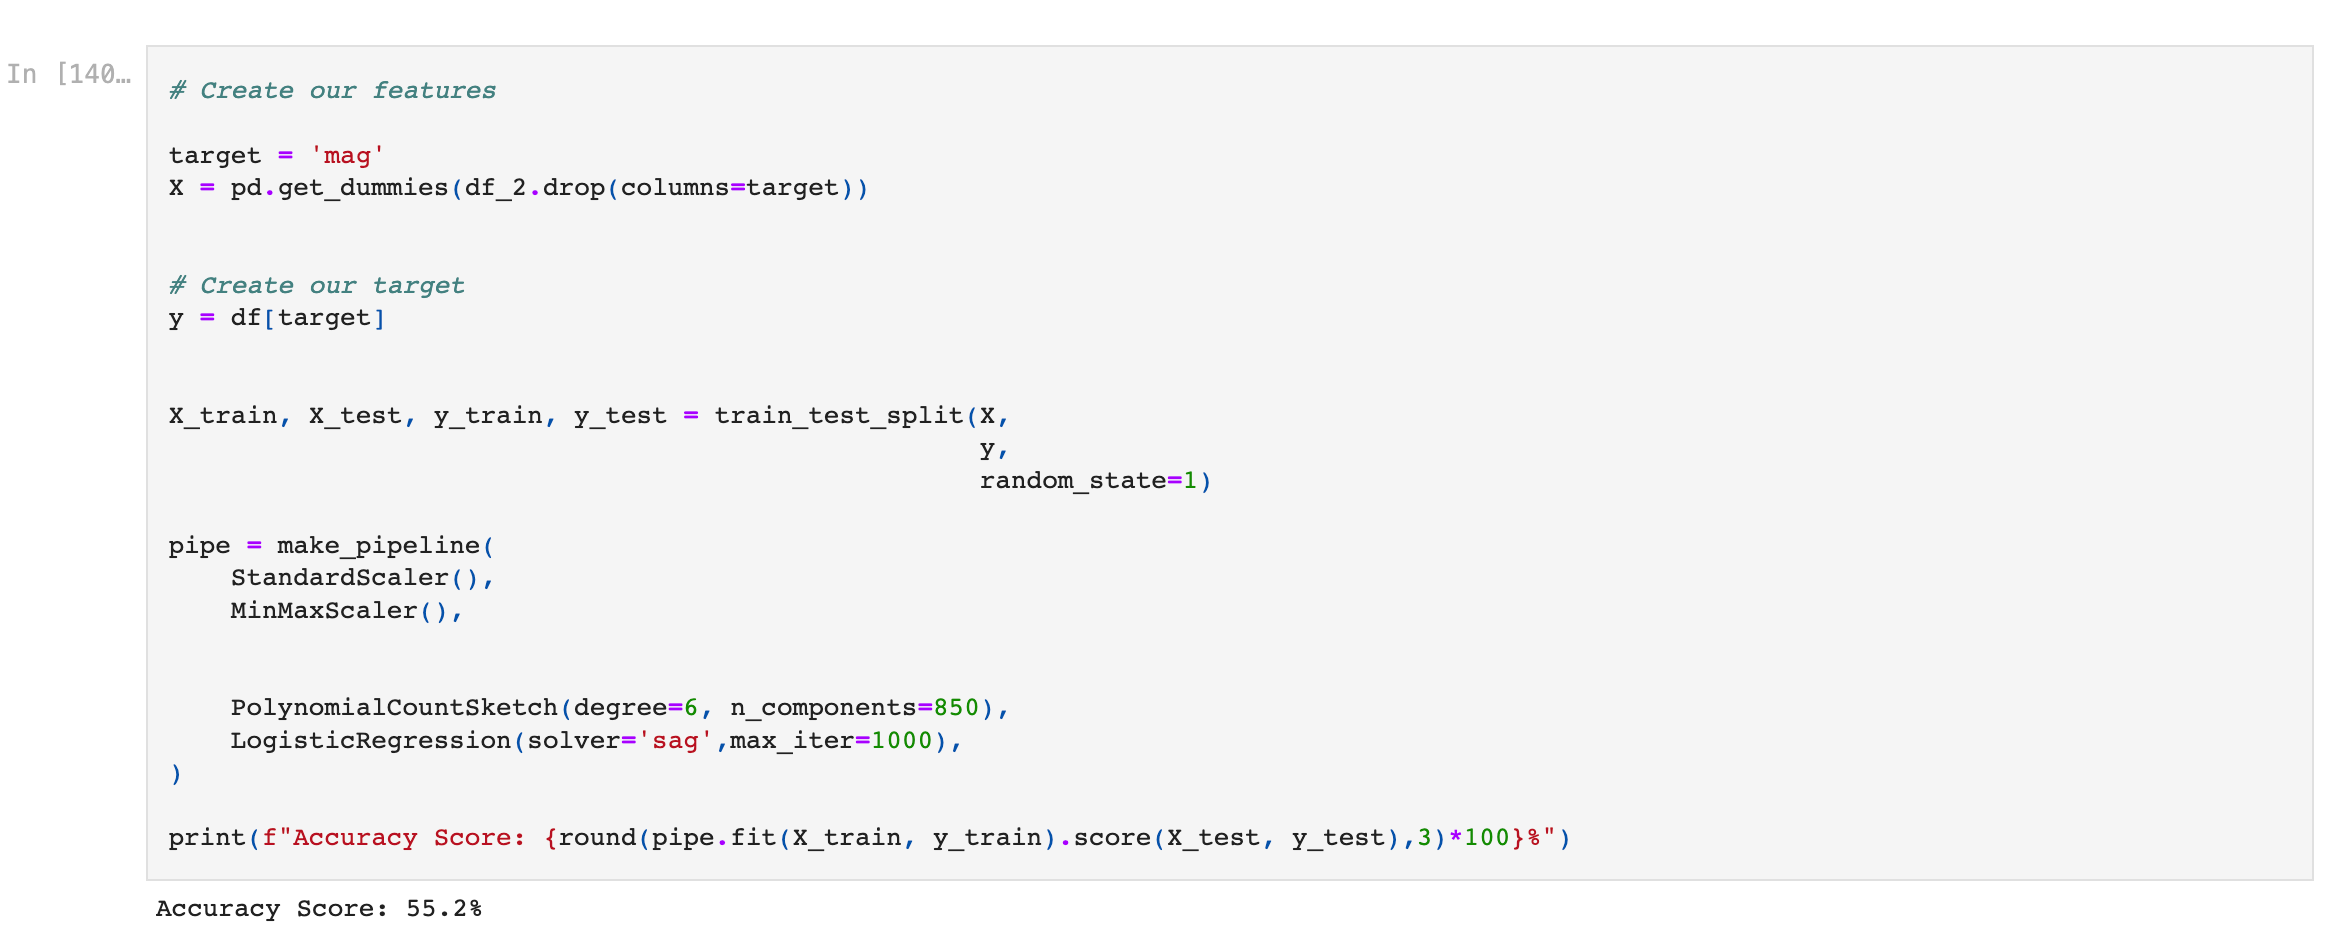 In [140…
# Create our features
target = 'mag'
X = pd.get_dummies(df_2.drop(columns=target))
# Create our target
y = df[target]
X_train, X_test, y_train, y_test = train_test_split(X,
y,
random_state=1)
pipe = make_pipeline(
StandardScaler(),
MinMaxScaler(),
PolynomialCountSketch(degree=6, n_components=850),
LogisticRegression(solver='sag',max_iter=1000),
)
print(f"Accuracy Score: {round(pipe.fit(X_train, y_train).score(X_test, y_test),3)*100}%")
Accuracy Score: 55.2%